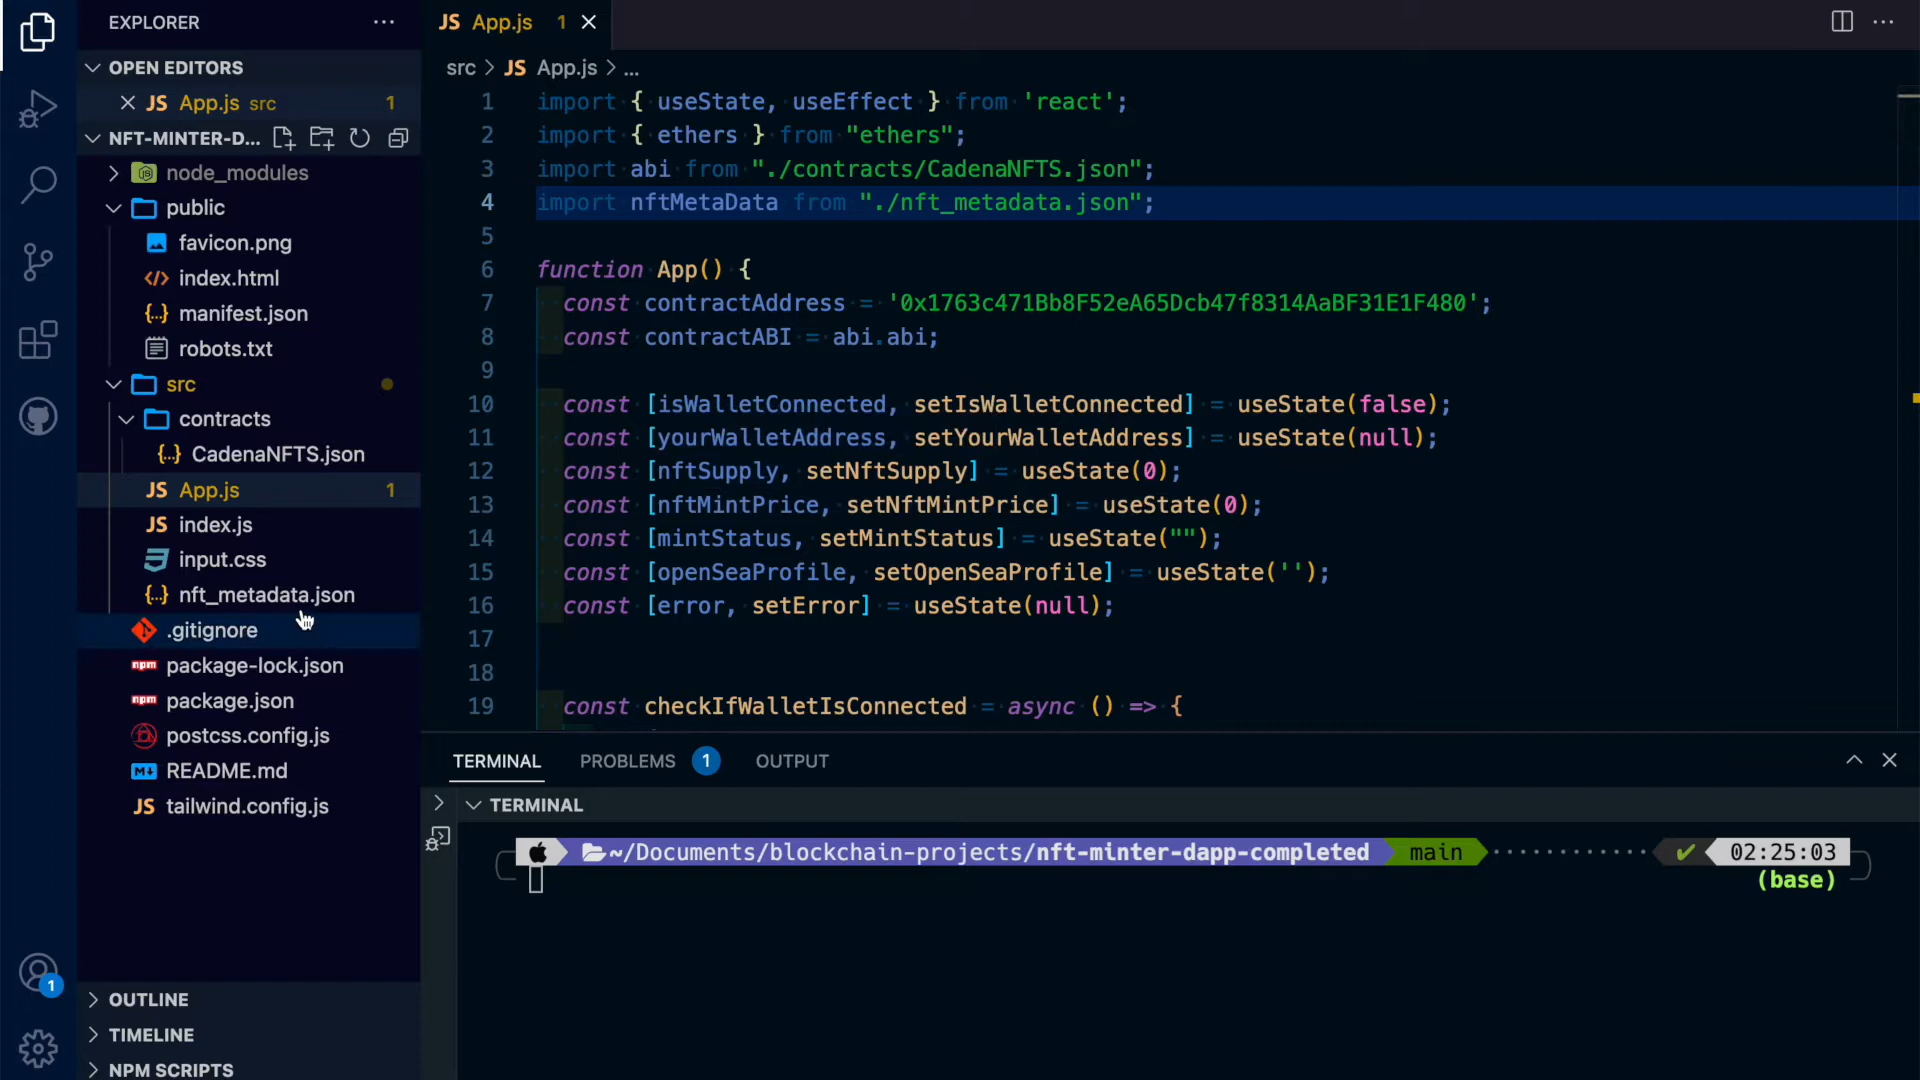 EXPLORER
OPEN EDITORS
JS App.js src 1
NFT-MINTER-D...
node_modules
public
favicon.png
index.html
{..} manifest.json
robots.txt
src
contracts
{..} CadenaNFTS.json
JS App.js 1
JS index.js
input.css
{..} nft_metadata.json
.gitignore
npm package-lock.json
npm package.json
postcss.config.js
M↓ README.md
JS tailwind.config.js
1
OUTLINE
TIMELINE
NPM SCRIPTS
JS App.js 1
src > JS App.js > ...
1 import { useState, useEffect } from 'react';
2 import { ethers } from "ethers";
3 import abi from "./contracts/CadenaNFTS.json";
4 import nftMetaData from "./nft_metadata.json";
5
6 function App() {
7 const contractAddress = '0x1763c471Bb8F52eA65Dcb47f8314AaBF31E1F480';
8 const contractABI = abi.abi;
9
10 const [isWalletConnected, setIsWalletConnected] = useState(false);
11 const [yourWalletAddress, setYourWalletAddress] = useState(null);
12 const [nftSupply, setNftSupply] = useState(0);
13 const [nftMintPrice, setNftMintPrice] = useState(0);
14 const [mintStatus, setMintStatus] = useState("");
15 const [openSeaProfile, setOpenSeaProfile] = useState('');
16 const [error, setError] = useState(null);
17
18
19 const checkIfWalletIsConnected = async () => {
TERMINAL PROBLEMS 1 OUTPUT
TERMINAL
~/Documents/blockchain-projects/nft-minter-dapp-completed main ✔ 02:25:03
(base)